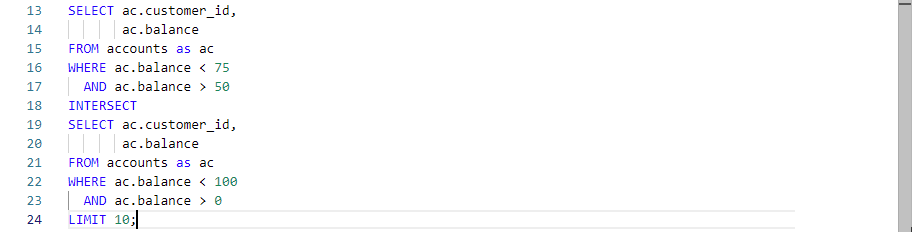 13 SELECT ac.customer_id,
14 ac.balance
15 FROM accounts as ac
16 WHERE ac.balance < 75
17 AND ac.balance > 50
18 INTERSECT
19 SELECT ac.customer_id,
20 ac.balance
21 FROM accounts as ac
22 WHERE ac.balance < 100
23 AND ac.balance > 0
24 LIMIT 10;